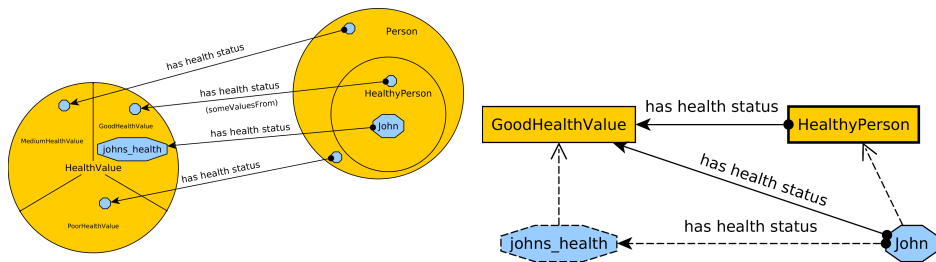 Person
has health status
has health status
(someValuesFrom)
HealthyPerson
GoodHealthValue
MediumHealthValue
has health status
John
johns_health
HealthValue
has health status
PoorHealthValue
has health status
GoodHealthValue
HealthyPerson
has health status
has health status
johns_health
John